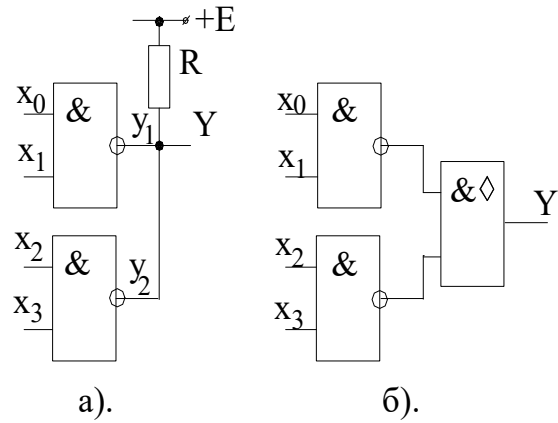 +E
R
x₀
&
y₁
Y
x₁
x₂
&
y₂
x₃
а).
x₀
&
x₁
&◊
Y
x₂
&
x₃
б).